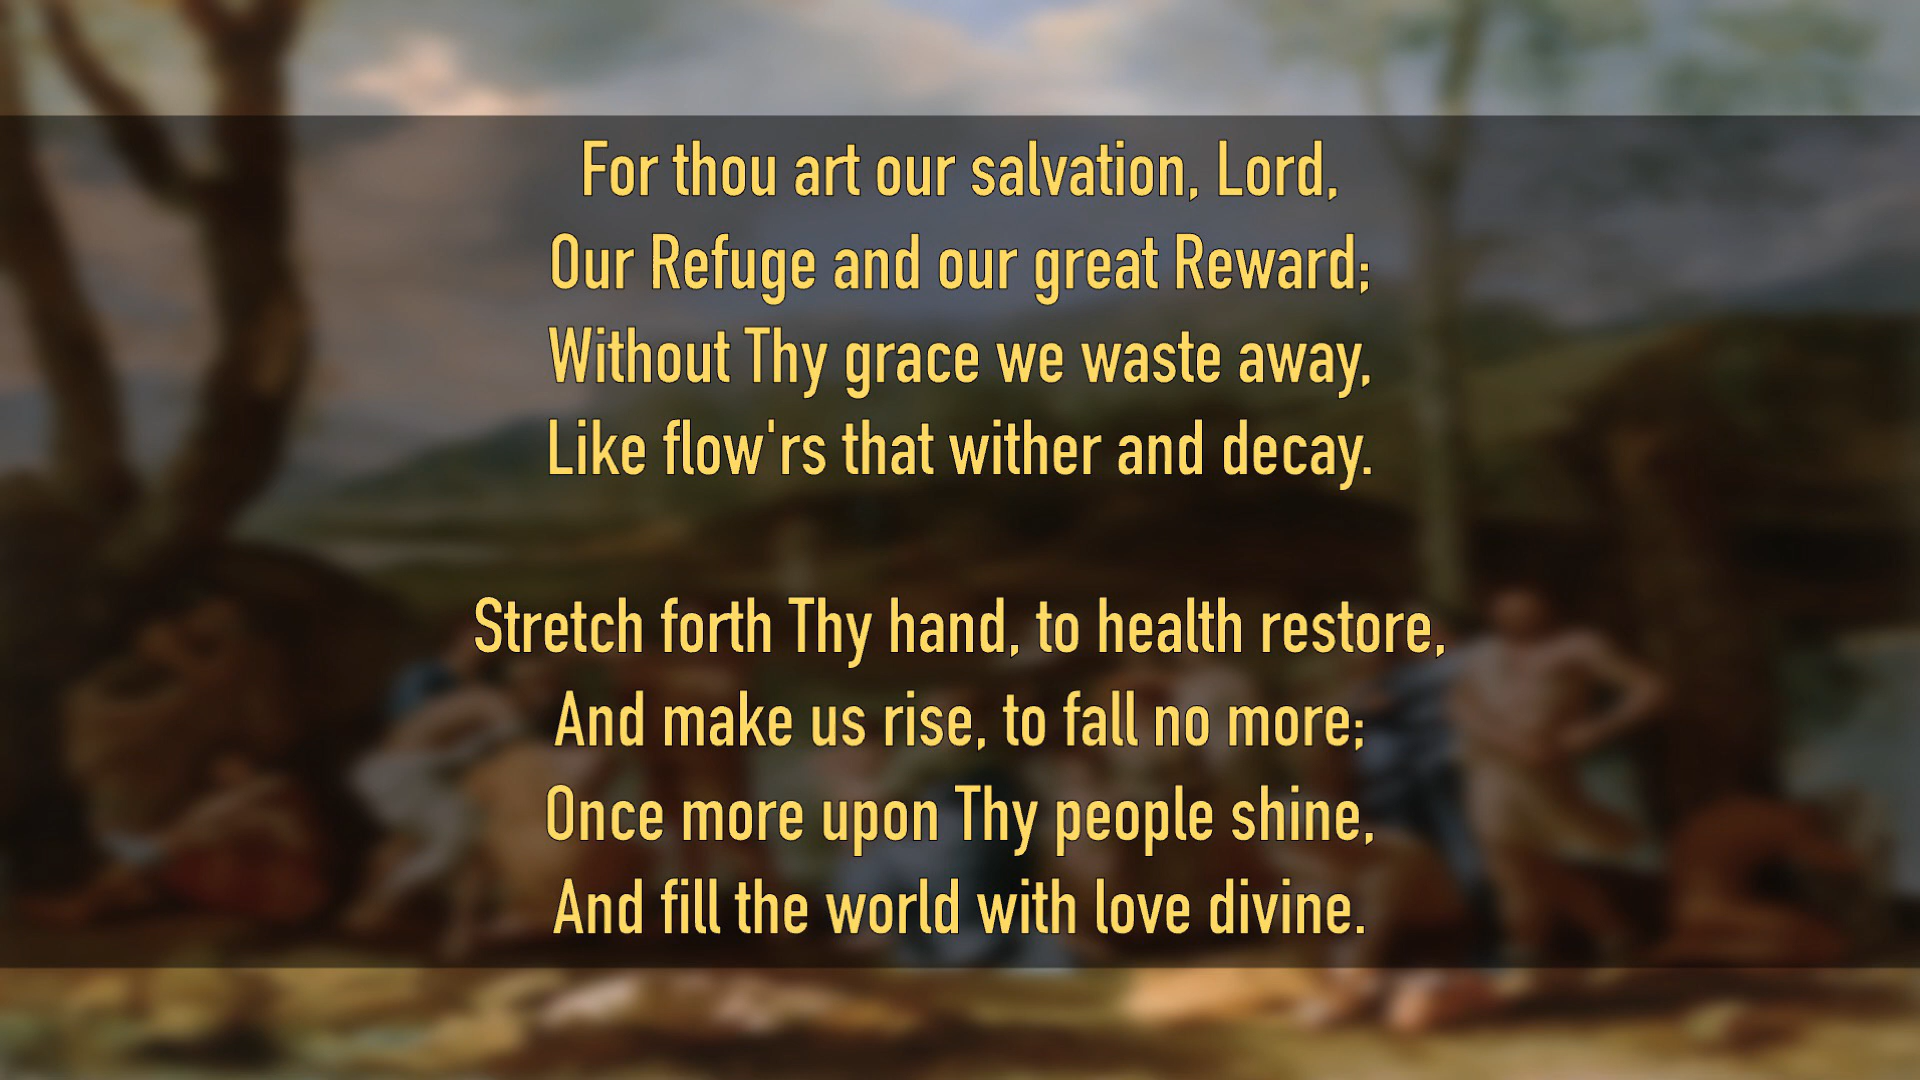 For thou art our salvation, Lord,
Our Refuge and our great Reward;
Without Thy grace we waste away,
Like flow'rs that wither and decay.
Stretch forth Thy hand, to health restore,
And make us rise, to fall no more;
Once more upon Thy people shine,
And fill the world with love divine.